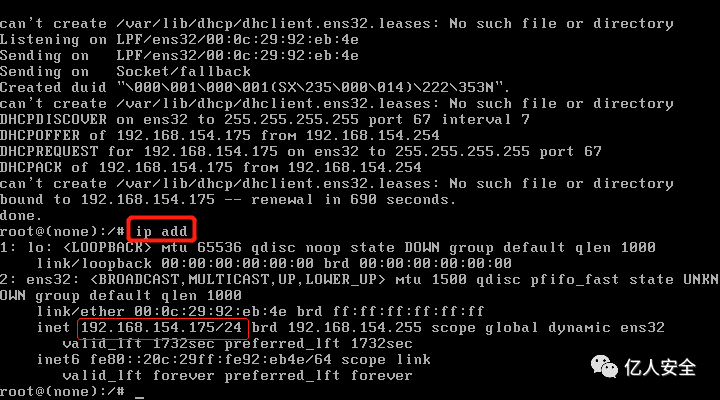 can't create /var/lib/dhcp/dhclient.ens32.leases: No such file or directory
Listening on LPF/ens32/00:0c:29:92:eb:4e
Sending on   LPF/ens32/00:0c:29:92:eb:4e
Sending on   Socket/fallback
Created duid "\000\001\000\001(SX\235\000\014)\222\353N".
can't create /var/lib/dhcp/dhclient.ens32.leases: No such file or directory
DHCPDISCOVER on ens32 to 255.255.255.255 port 67 interval 7
DHCPOFFER of 192.168.154.175 from 192.168.154.254
DHCPREQUEST for 192.168.154.175 on ens32 to 255.255.255.255 port 67
DHCPACK of 192.168.154.175 from 192.168.154.254
can't create /var/lib/dhcp/dhclient.ens32.leases: No such file or directory
bound to 192.168.154.175 -- renewal in 690 seconds.
done.
root@(none):/# ip add
1: lo: <LOOPBACK> mtu 65536 qdisc noop state DOWN group default qlen 1000
    link/loopback 00:00:00:00:00:00 brd 00:00:00:00:00:00
2: ens32: <BROADCAST,MULTICAST,UP,LOWER_UP> mtu 1500 qdisc pfifo_fast state UNKN
OWN group default qlen 1000
    link/ether 00:0c:29:92:eb:4e brd ff:ff:ff:ff:ff:ff
    inet 192.168.154.175/24 brd 192.168.154.255 scope global dynamic ens32
       valid_lft 1732sec preferred_lft 1732sec
    inet6 fe80::20c:29ff:fe92:eb4e/64 scope link
       valid_lft forever preferred_lft forever
root@(none):/# _
亿人安全